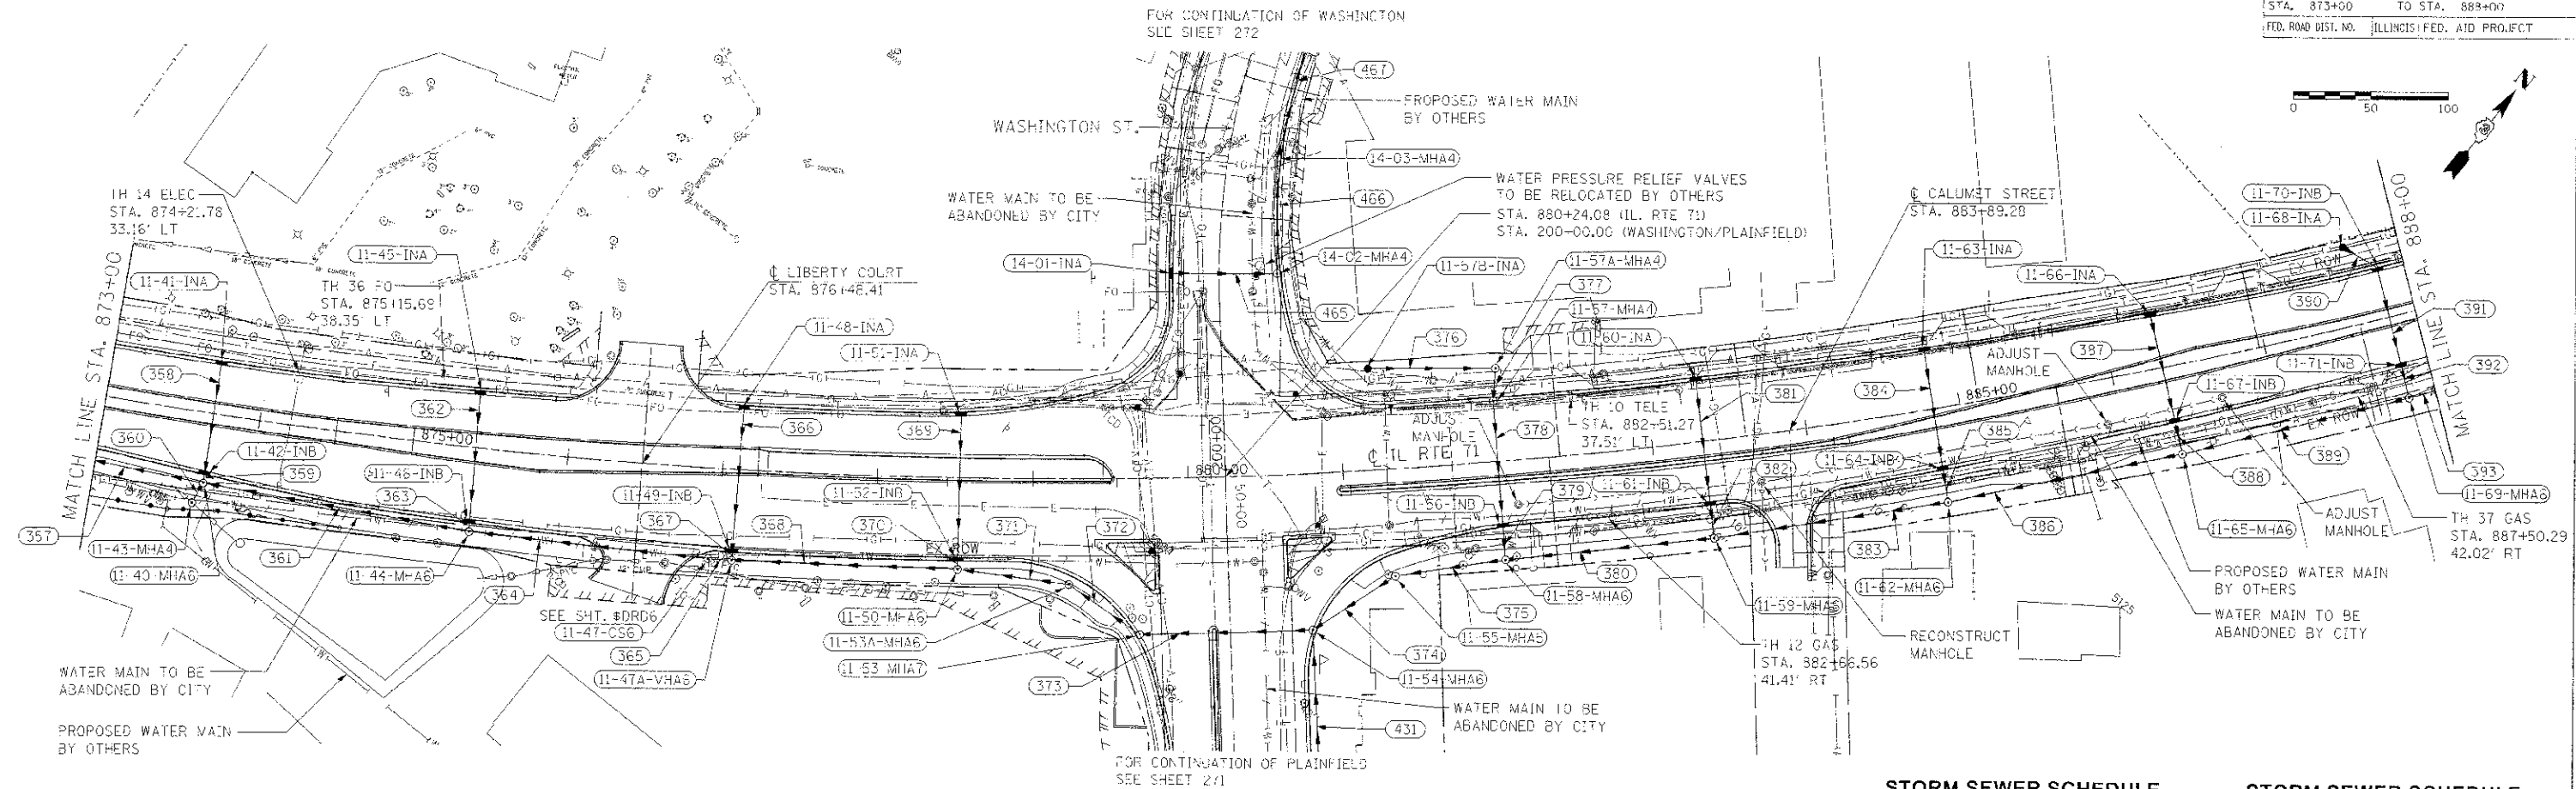 FOR CONTINUATION OF WASHINGTON
SEE SHEET 272
STA. 873+00 TO STA. 888+00
FED. ROAD DIST. NO. ILLINOIS FED. AID PROJECT
0 50 100
N
467
PROPOSED WATER MAIN
BY OTHERS
WASHINGTON ST.
14-03-MHA4
WATER MAIN TO BE
ABANDONED BY CITY
466
WATER PRESSURE RELIEF VALVES
TO BE RELOCATED BY OTHERS
STA. 880+24.08 (IL. RTE 71)
STA. 200+00.00 (WASHINGTON/PLAINFIELD)
℄ CALUMET STREET
STA. 883+89.28
11-70-INB
11-68-INA
TH 14 ELEC
STA. 874+21.78
33.16' LT
11-45-INA
11-41-INA
TH 36 FO
STA. 875+15.69
38.35' LT
℄ LIBERTY COURT
STA. 876+48.41
14-01-INA
14-02-MHA4
11-57B-INA
11-57A-MHA4
377
11-57-MHA4
11-63-INA
11-66-INA
EX ROW
390
391
MATCH LINE STA. 873+00
MATCH LINE STA. 888+00
11-48-INA
11-51-INA
465
376
11-60-INA
387
ADJUST
MANHOLE
11-71-INB
392
358
362
366
369
381
384
11-67-INB
885+00
TH 10 TELE
STA. 882+51.27
37.51' LT
ADJUST
MANHOLE
378
℄ IL RTE 71
875+00
880+00
360
11-42-INB
359
11-46-INB
363
11-49-INB
11-52-INB
11-56-INB
379
11-61-INB
382
11-64-INB
385
388
389
EX ROW
393
11-69-MHA6
357
11-43-MHA4
11-40-MHA6
361
11-44-MHA6
364
367
368
370
EX ROW
371
372
380
383
386
11-65-MHA6
ADJUST
MANHOLE
TH 37 GAS
STA. 887+50.29
42.02' RT
SEE SHT. $DRD6
11-47-CS6
365
11-47A-VHA6
11-50-MHA6
11-53A-MHA6
11-53 MHA7
373
375
11-58-MHA6
11-59-MHA6
11-62-MHA6
PROPOSED WATER MAIN
BY OTHERS
11-55-MHA5
374
11-54-MHA6
TH 12 GAS
STA. 882+66.56
41.41' RT
RECONSTRUCT
MANHOLE
5125
WATER MAIN TO BE
ABANDONED BY CITY
WATER MAIN TO BE
ABANDONED BY CITY
PROPOSED WATER MAIN
BY OTHERS
WATER MAIN TO BE
ABANDONED BY CITY
431
FOR CONTINUATION OF PLAINFIELD
SEE SHEET 271
STORM SEWER SCHEDULE
STORM SEWER SCHEDULE